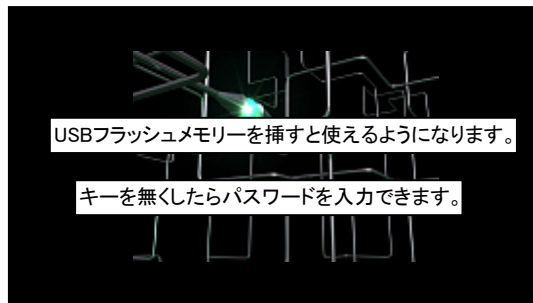 USBフラッシュメモリーを挿すと使えるようになります。
キーを無くしたらパスワードを入力できます。